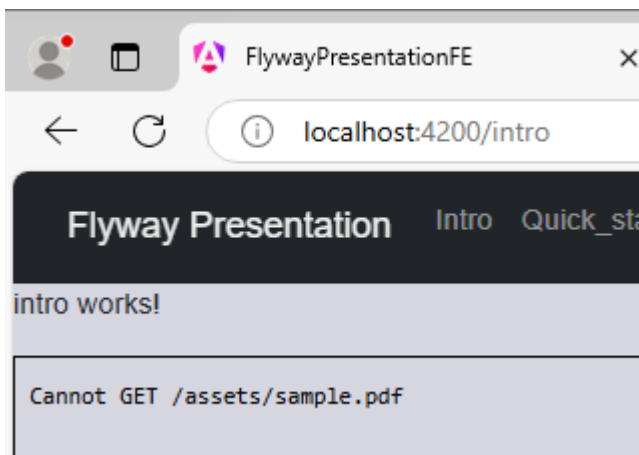 FlywayPresentationFE
localhost:4200/intro
Flyway Presentation Intro
intro works!
Cannot GET /assets/sample.pdf